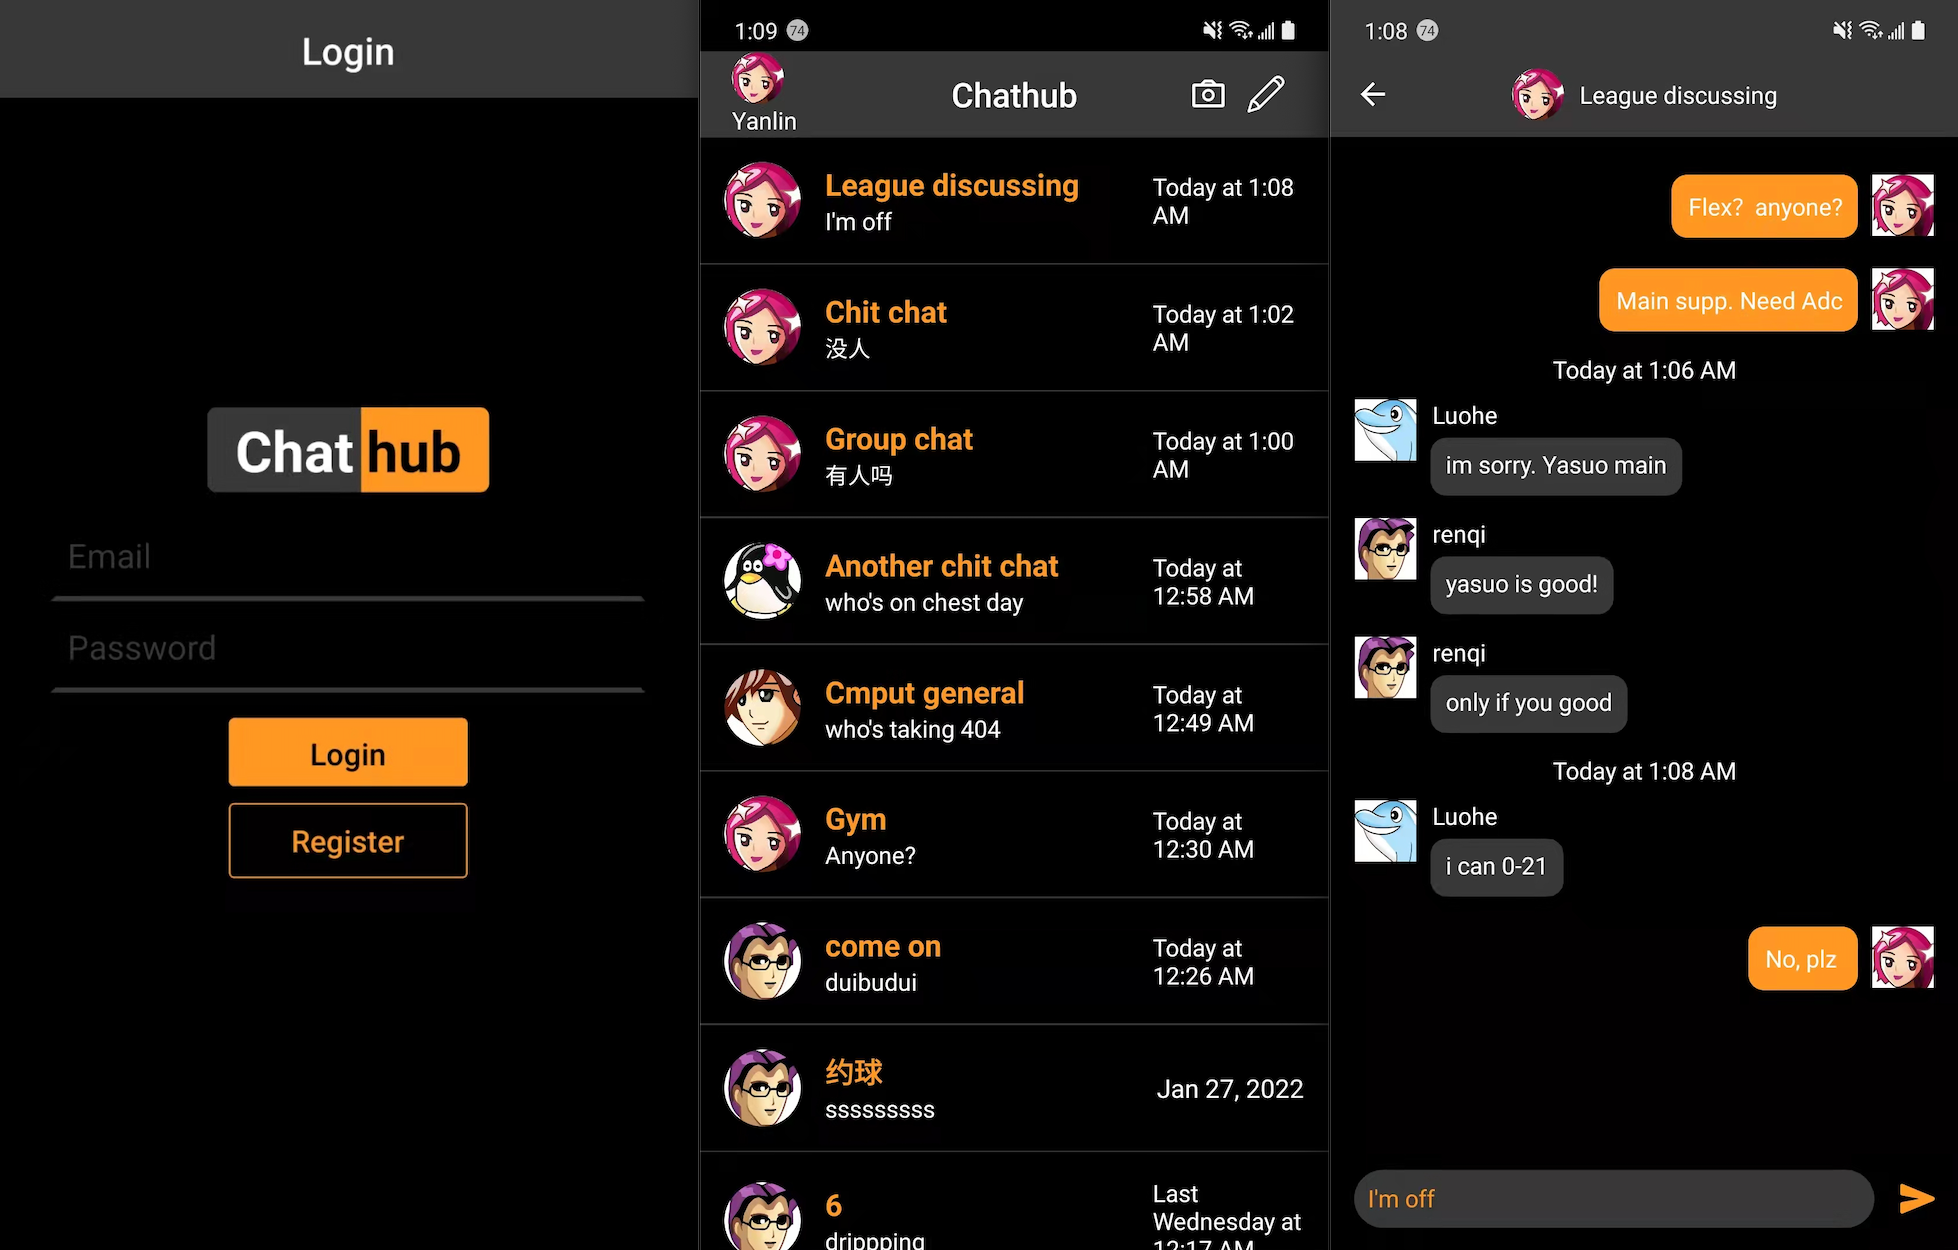 Login
Chat hub
Email
Password
Login
Register
1:09 74
Yanlin
Chathub
League discussing
I'm off
Today at 1:08
AM
Chit chat
没人
Today at 1:02
AM
Group chat
有人吗
Today at 1:00
AM
Another chit chat
who's on chest day
Today at
12:58 AM
Cmput general
who's taking 404
Today at
12:49 AM
Gym
Anyone?
Today at
12:30 AM
come on
duibudui
Today at
12:26 AM
约球
sssssssss
Jan 27, 2022
6
drippping
Last
Wednesday at
12:17 AM
1:08 74
League discussing
Flex?  anyone?
Main supp. Need Adc
Today at 1:06 AM
Luohe
im sorry. Yasuo main
renqi
yasuo is good!
renqi
only if you good
Today at 1:08 AM
Luohe
i can 0-21
No, plz
I'm off